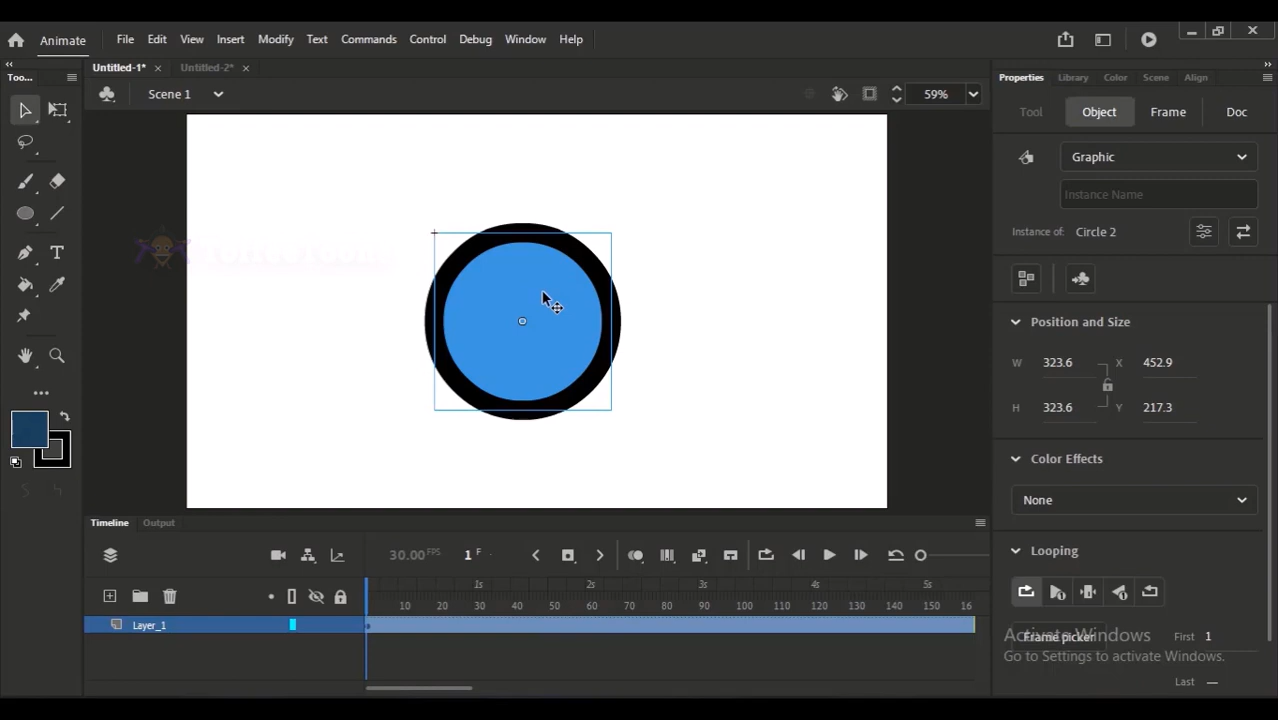 Animate File Edit View Insert Modify Text Commands Control Debug Window Help
Too... Untitled-1* × Untitled-2* × Properties Library Color Scene Align
Scene 1 59%
Tool Object Frame Doc
Graphic
Instance Name
Instance of: Circle 2
Position and Size
W 323.6 X 452.9
H 323.6 Y 217.3
Color Effects
None
Looping
Frame picker First 1
Last —
Activate Windows
Go to Settings to activate Windows.
Timeline Output
30.00 FPS 1 F
1s 2s 3s 4s 5s
10 20 30 40 50 60 70 80 90 100 110 120 130 140 150 16
Layer_1